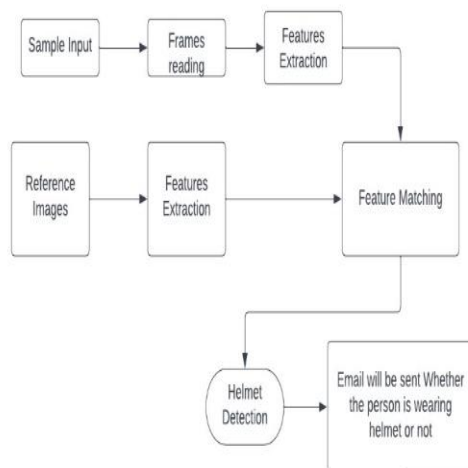 Sample Input
Frames
reading
Features
Extraction
Reference
Images
Features
Extraction
Feature Matching
Helmet
Detection
Email will be sent Whether
the person is wearing
helmet or not